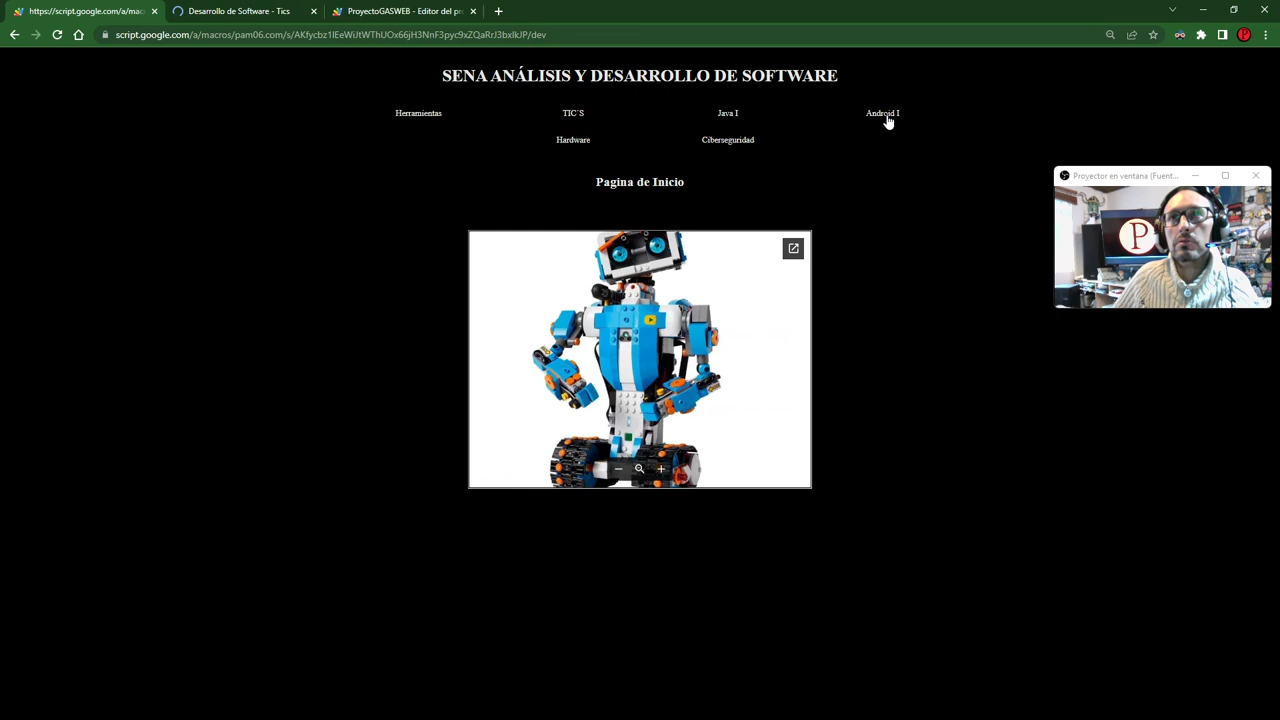 https://script.google.com/a/mac
Desarrollo de Software - Tics
ProyectoGASWEB - Editor del pr
script.google.com/a/macros/pam06.com/s/AKfycbz1lEeWiJtWThUOx66jH3NnF3pyc9xZQaRrJ3bxlkJP/dev
SENA ANÁLISIS Y DESARROLLO DE SOFTWARE
Herramientas TIC´S Java I Android I
Hardware Ciberseguridad
Proyector en ventana (Fuent...
Pagina de Inicio
P